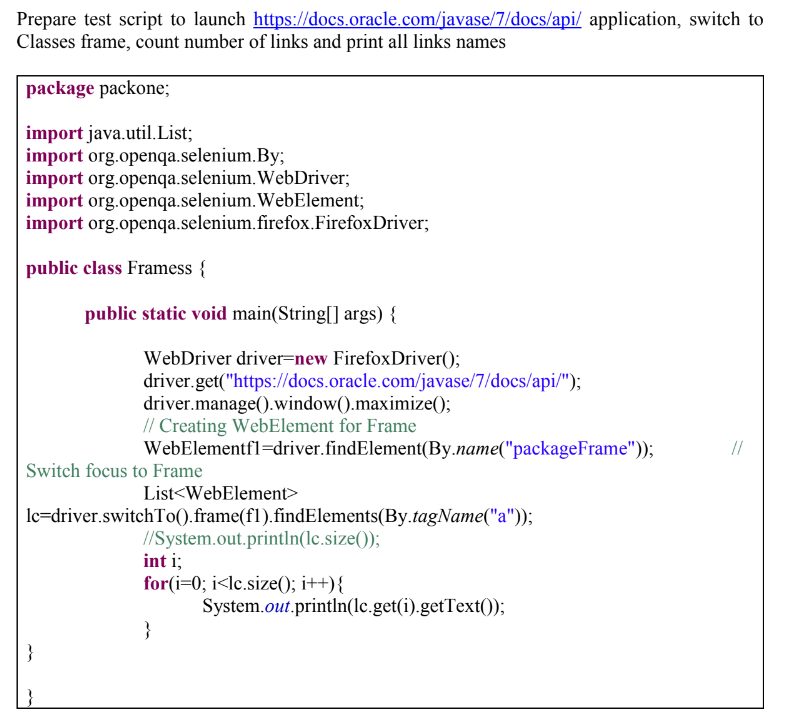 Prepare test script to launch https://docs.oracle.com/javase/7/docs/api/ application, switch to
Classes frame, count number of links and print all links names
package packone;
import java.util.List;
import org.openqa.selenium.By;
import org.openqa.selenium.WebDriver;
import org.openqa.selenium.WebElement;
import org.openqa.selenium.firefox.FirefoxDriver;
public class Framess {
public static void main(String[] args) {
WebDriver driver=new FirefoxDriver();
driver.get("https://docs.oracle.com/javase/7/docs/api/");
driver.manage().window().maximize();
// Creating WebElement for Frame
WebElementf1=driver.findElement(By.name("packageFrame")); //
Switch focus to Frame
List<WebElement>
lc=driver.switchTo().frame(f1).findElements(By.tagName("a"));
//System.out.println(lc.size());
int i;
for(i=0; i<lc.size(); i++){
System.out.println(lc.get(i).getText());
}
}
}